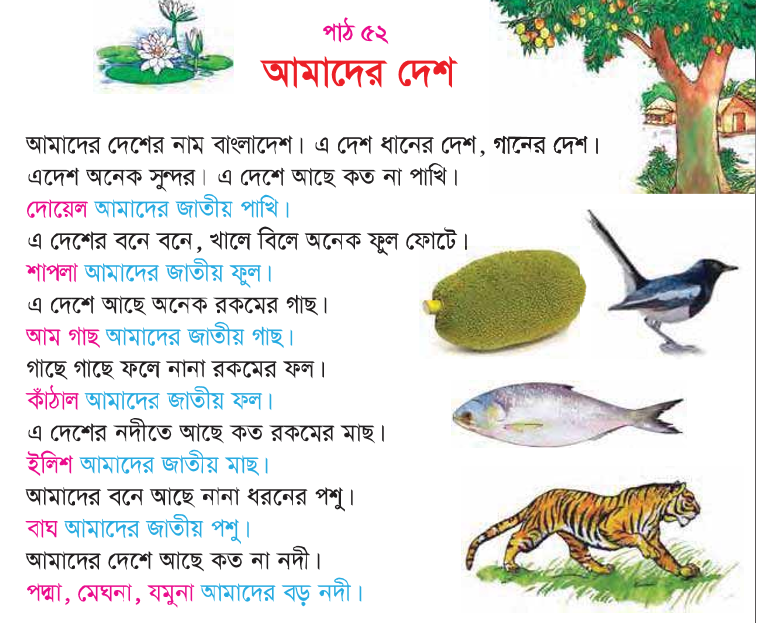 পাঠ ৫২
আমাদের দেশ
আমাদের দেশের নাম বাংলাদেশ। এ দেশ ধানের দেশ, গানের দেশ।
এদেশ অনেক সুন্দর। এ দেশে আছে কত না পাখি।
দোয়েল আমাদের জাতীয় পাখি।
এ দেশের বনে বনে, খালে বিলে অনেক ফুল ফোটে।
শাপলা আমাদের জাতীয় ফুল।
এ দেশে আছে অনেক রকমের গাছ।
আম গাছ আমাদের জাতীয় গাছ।
গাছে গাছে ফলে নানা রকমের ফল।
কাঁঠাল আমাদের জাতীয় ফল।
এ দেশের নদীতে আছে কত রকমের মাছ।
ইলিশ আমাদের জাতীয় মাছ।
আমাদের বনে আছে নানা ধরনের পশু।
বাঘ আমাদের জাতীয় পশু।
আমাদের দেশে আছে কত না নদী।
পদ্মা, মেঘনা, যমুনা আমাদের বড় নদী।